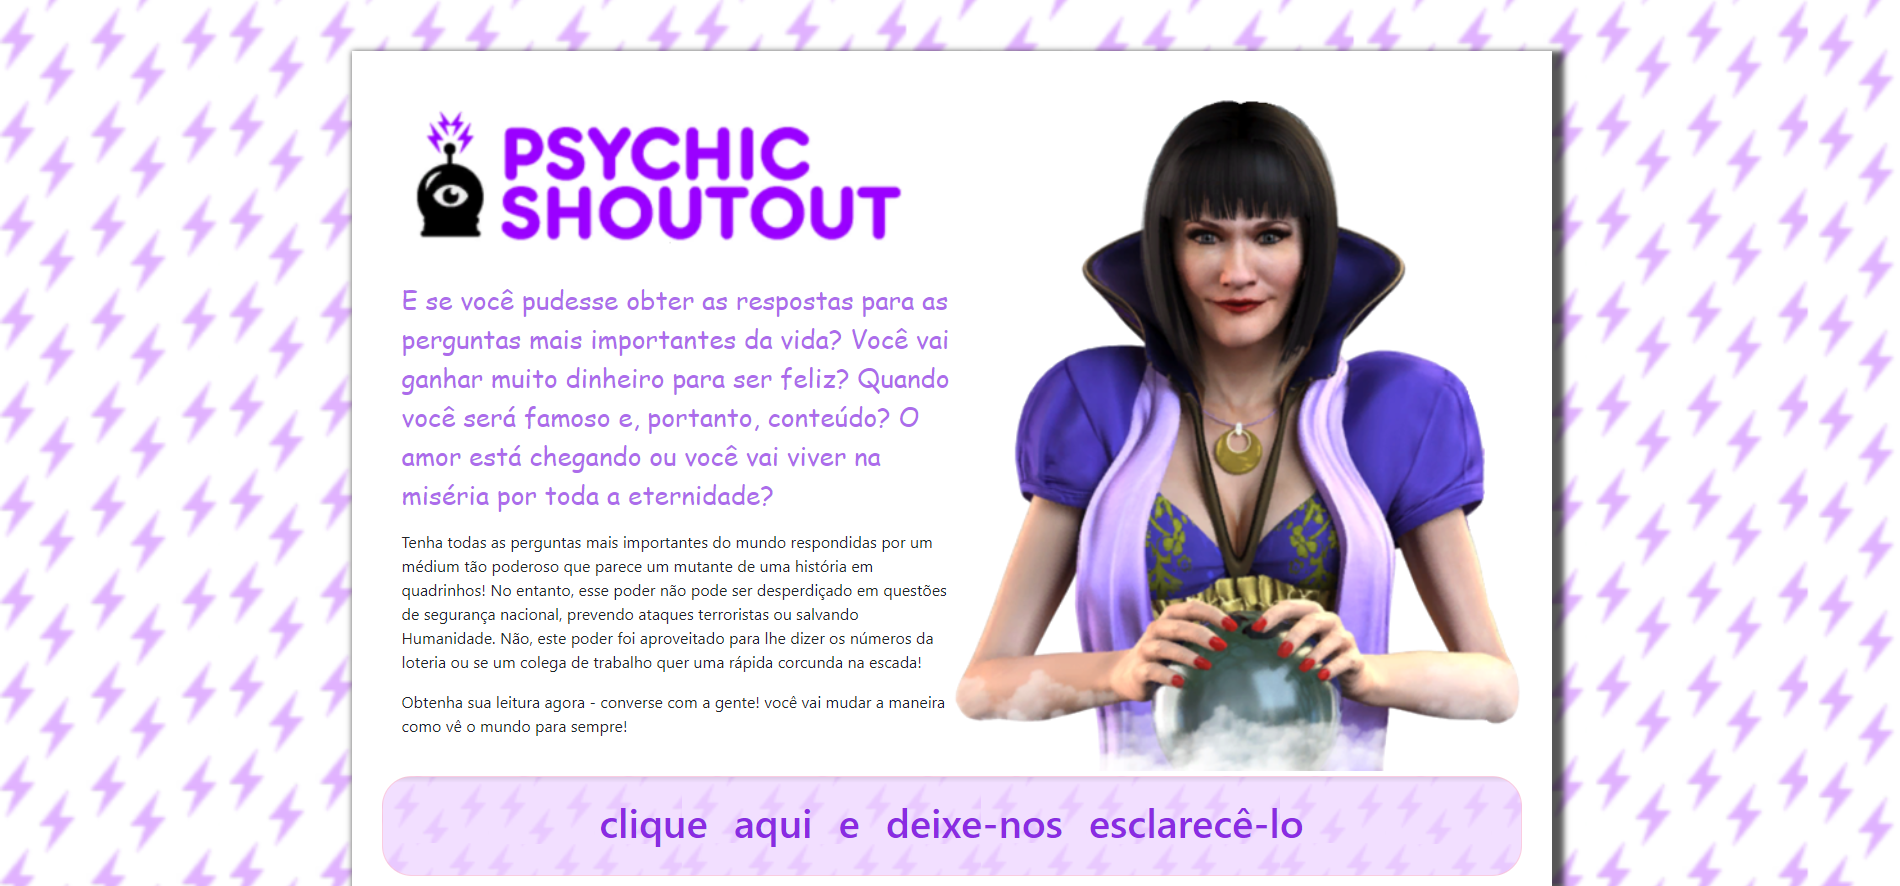 PSYCHIC
SHOUTOUT
E se você pudesse obter as respostas para as
perguntas mais importantes da vida? Você vai
ganhar muito dinheiro para ser feliz? Quando
você será famoso e, portanto, conteúdo? O
amor está chegando ou você vai viver na
miséria por toda a eternidade?
Tenha todas as perguntas mais importantes do mundo respondidas por um
médium tão poderoso que parece um mutante de uma história em
quadrinhos! No entanto, esse poder não pode ser desperdiçado em questões
de segurança nacional, prevendo ataques terroristas ou salvando
Humanidade. Não, este poder foi aproveitado para lhe dizer os números da
loteria ou se um colega de trabalho quer uma rápida corcunda na escada!
Obtenha sua leitura agora - converse com a gente! você vai mudar a maneira
como vê o mundo para sempre!
clique aqui e deixe-nos esclarecê-lo